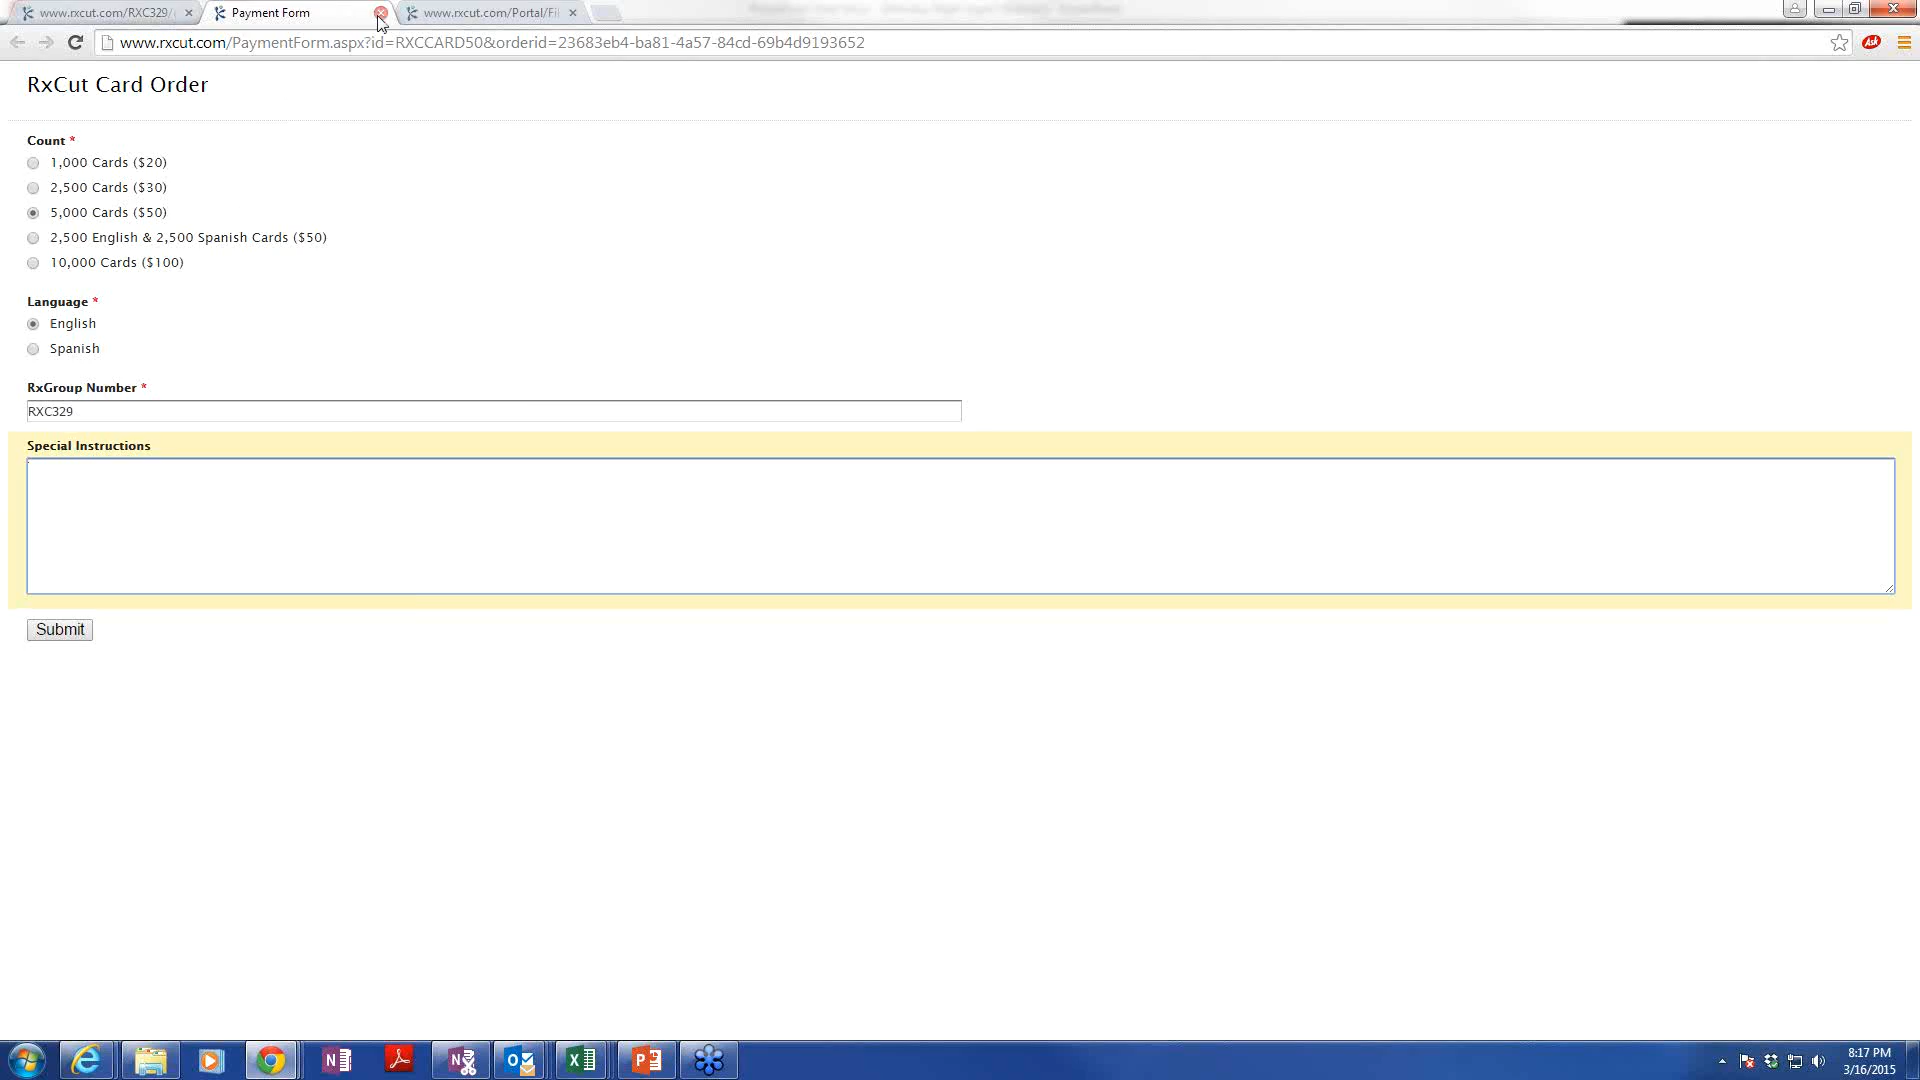 www.rxcut.com/RXC329/
Payment Form
www.rxcut.com/Portal/Fi
www.rxcut.com/PaymentForm.aspx?id=RXCCARD50&orderid=23683eb4-ba81-4a57-84cd-69b4d9193652
Ask
RxCut Card Order
Count *
1,000 Cards ($20)
2,500 Cards ($30)
5,000 Cards ($50)
2,500 English & 2,500 Spanish Cards ($50)
10,000 Cards ($100)
Language *
English
Spanish
RxGroup Number *
RXC329
Special Instructions
Submit
8:17 PM
3/16/2015